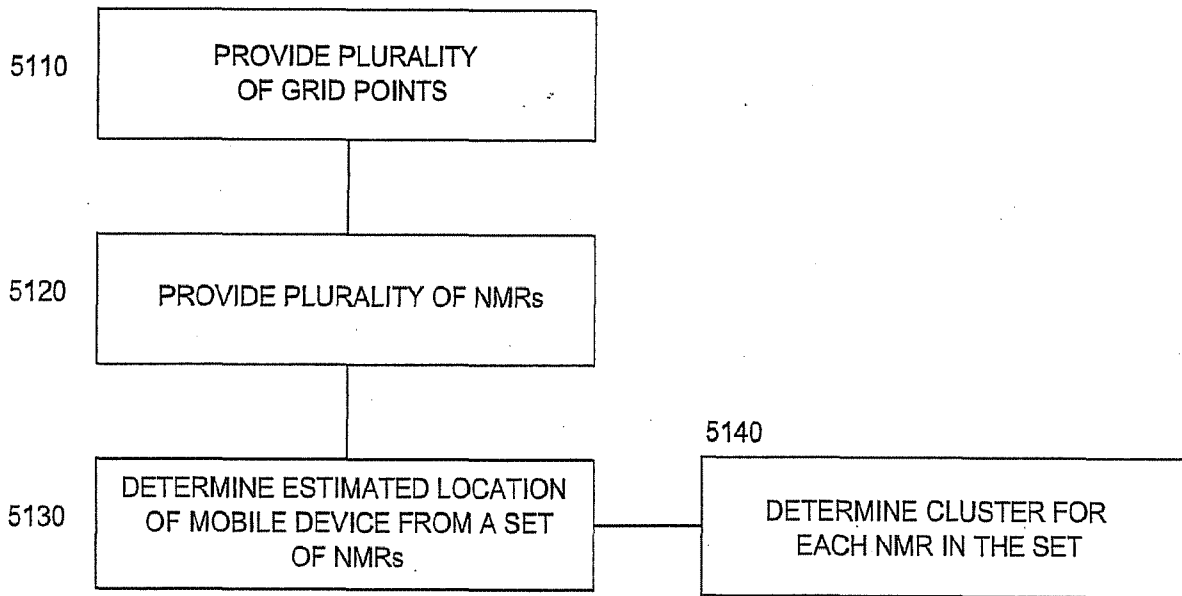 5110
PROVIDE PLURALITY
OF GRID POINTS
5120
PROVIDE PLURALITY OF NMRs
5130
DETERMINE ESTIMATED LOCATION
OF MOBILE DEVICE FROM A SET
OF NMRs
5140
DETERMINE CLUSTER FOR
EACH NMR IN THE SET